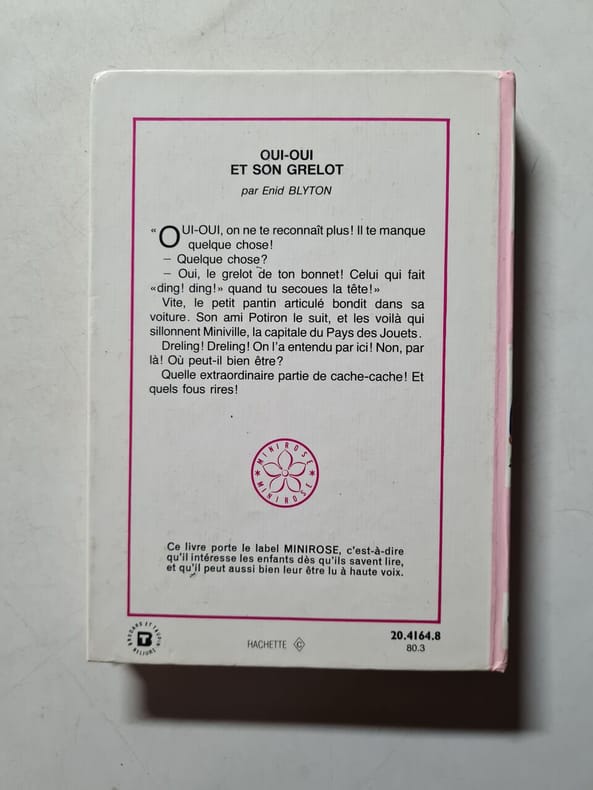 OUI-OUI
ET SON GRELOT
par Enid BLYTON
« OUI-OUI, on ne te reconnaît plus! Il te manque
quelque chose!
– Quelque chose?
– Oui, le grelot de ton bonnet! Celui qui fait
«ding! ding!» quand tu secoues la tête!»
Vite, le petit pantin articulé bondit dans sa
voiture. Son ami Potiron le suit, et les voilà qui
sillonnent Miniville, la capitale du Pays des Jouets.
Dreling! Dreling! On l'a entendu par ici! Non, par
là! Où peut-il bien être?
Quelle extraordinaire partie de cache-cache! Et
quels fous rires!
MINIROSE
MINIROSE
Ce livre porte le label MINIROSE, c'est-à-dire
qu'il intéresse les enfants dès qu'ils savent lire,
et qu'il peut aussi bien leur être lu à haute voix.
BRODARD ET TAUPIN
RELIURE
HACHETTE C
20.4164.8
80.3